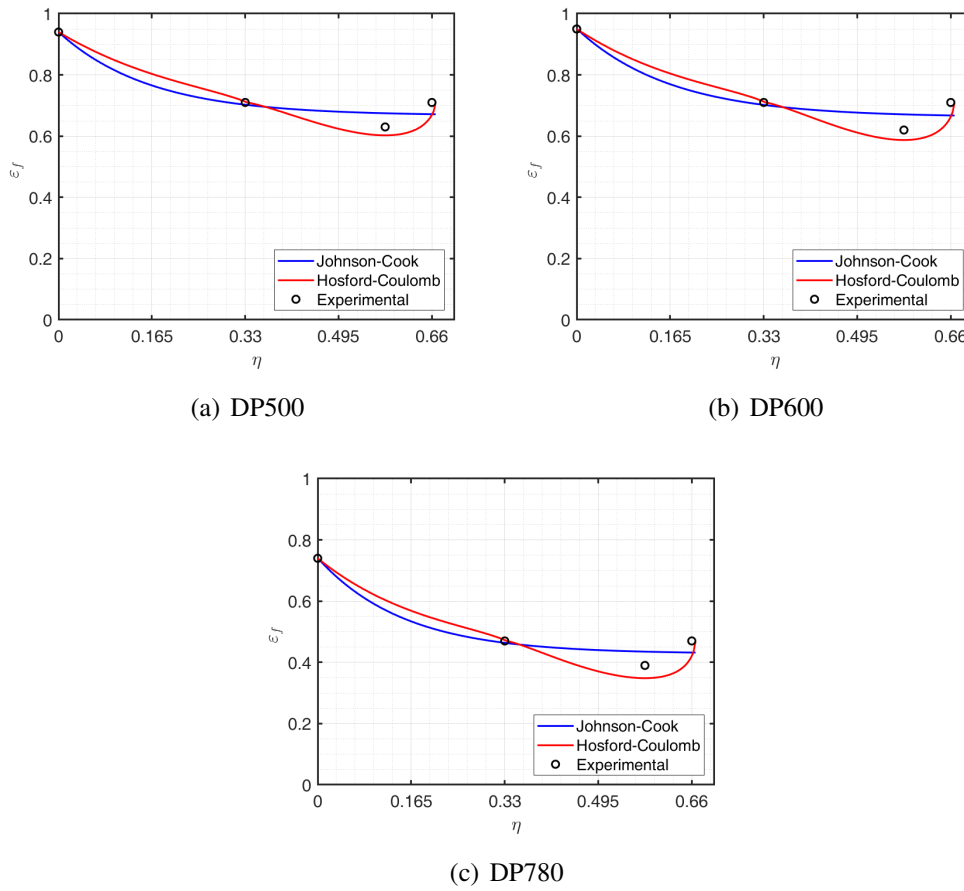 1
0.8
0.6
0.4
0.2
0
ε_f
0 0.165 0.33 0.495 0.66
η
Johnson-Cook
Hosford-Coulomb
Experimental
(a) DP500
1
0.8
0.6
0.4
0.2
0
ε_f
0 0.165 0.33 0.495 0.66
η
Johnson-Cook
Hosford-Coulomb
Experimental
(b) DP600
1
0.8
0.6
0.4
0.2
0
ε_f
0 0.165 0.33 0.495 0.66
η
Johnson-Cook
Hosford-Coulomb
Experimental
(c) DP780